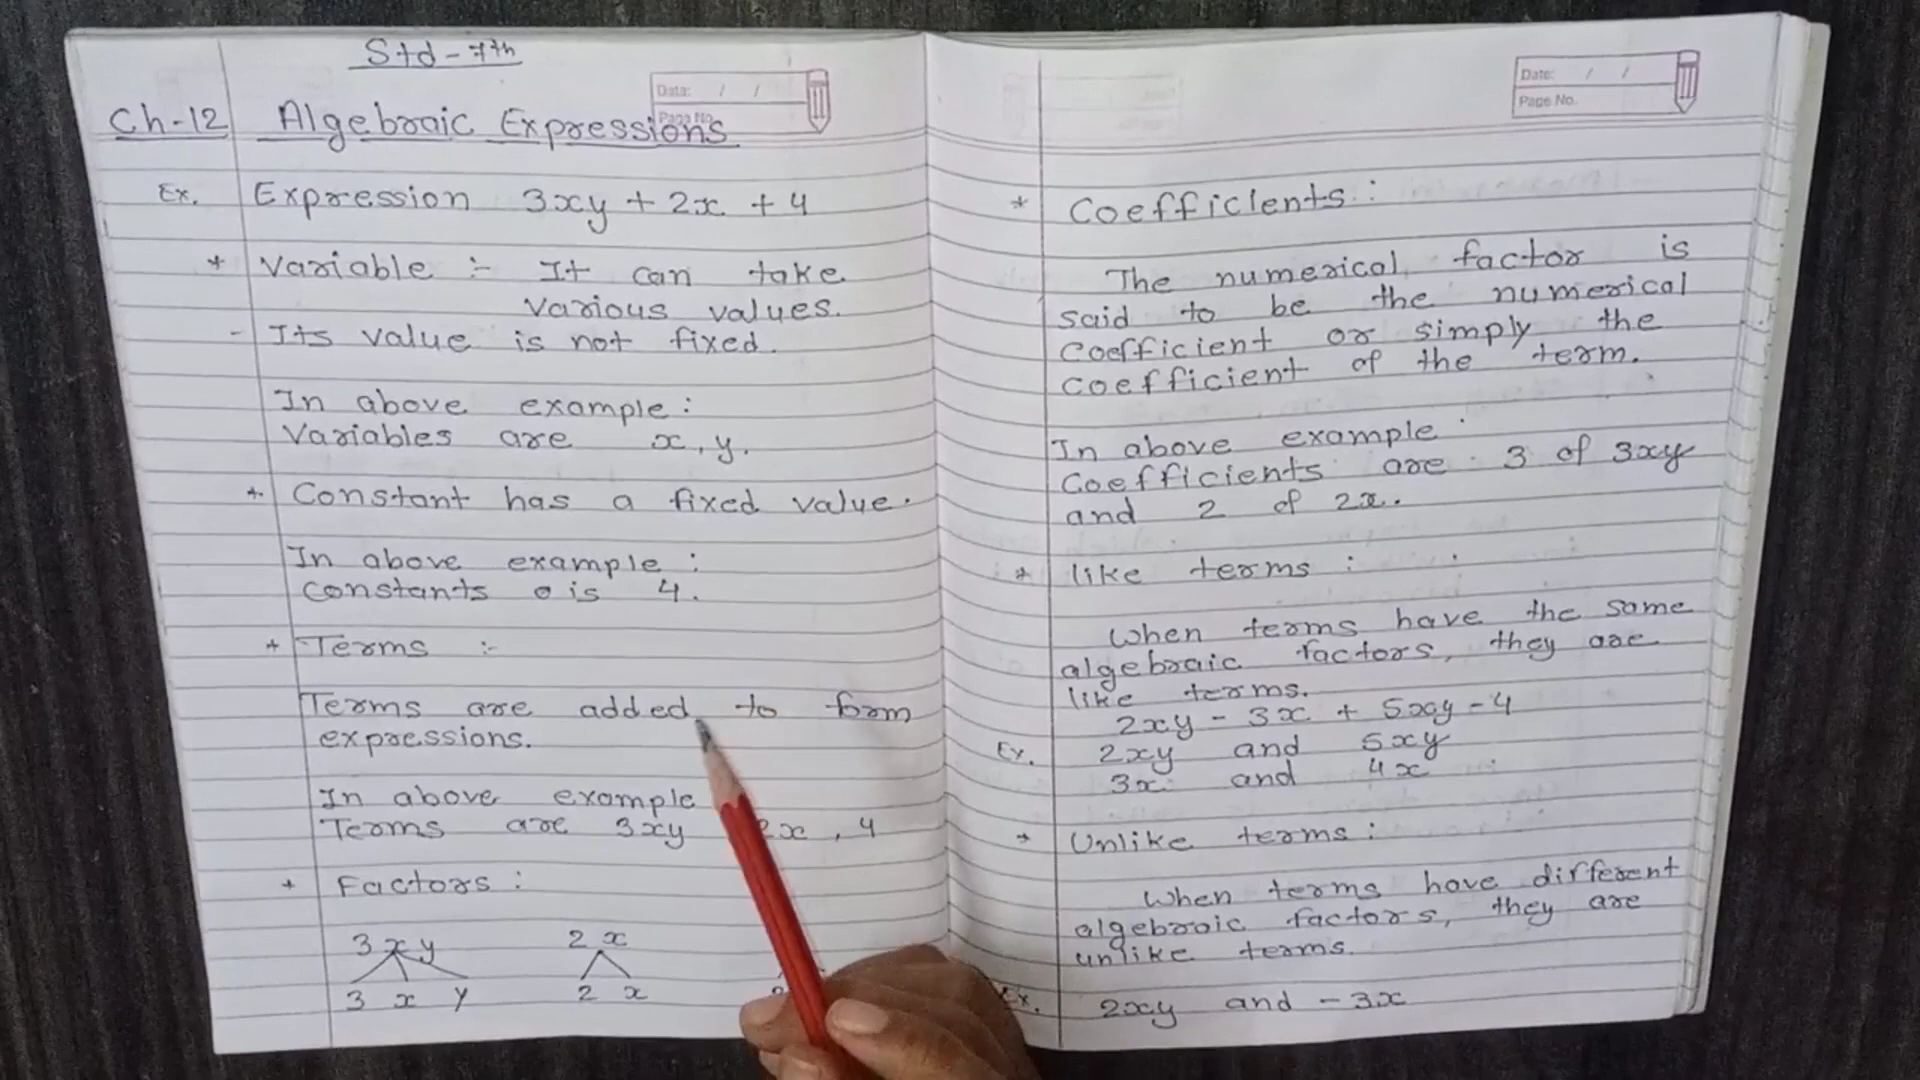 Std - 7th
Data: / /
Page No.
Ch-12 Algebraic Expressions
Ex. Expression 3xy + 2x + 4
* Variable :- It can take
various values.
- Its value is not fixed.
In above example :
Variables are x, y.
* Constant has a fixed value.
In above example :
Constants is 4.
* Terms :-
Terms are added to form
expressions.
In above example
Terms are 3xy 2x , 4
* Factors :
3xy 2x
3 x y 2 x
Date: / /
Page No.
* Coefficients :
The numerical factor is
said to be the numerical
coefficient or simply the
coefficient of the term.
In above example
Coefficients are 3 of 3xy
and 2 of 2x.
* like terms :
When terms have the same
algebraic factors, they are
like terms.
2xy - 3x + 5xy - 4
Ex. 2xy and 5xy
3x and 4x
* Unlike terms :
When terms have different
algebraic factors, they are
unlike terms.
Ex. 2xy and - 3x